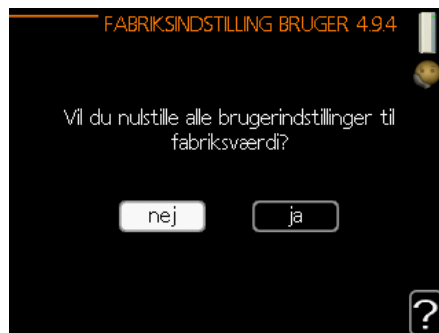 FABRIKSINDSTILLING BRUGER 4.9.4
Vil du nulstille alle brugerindstillinger til
fabriksværdi?
nej ja
?